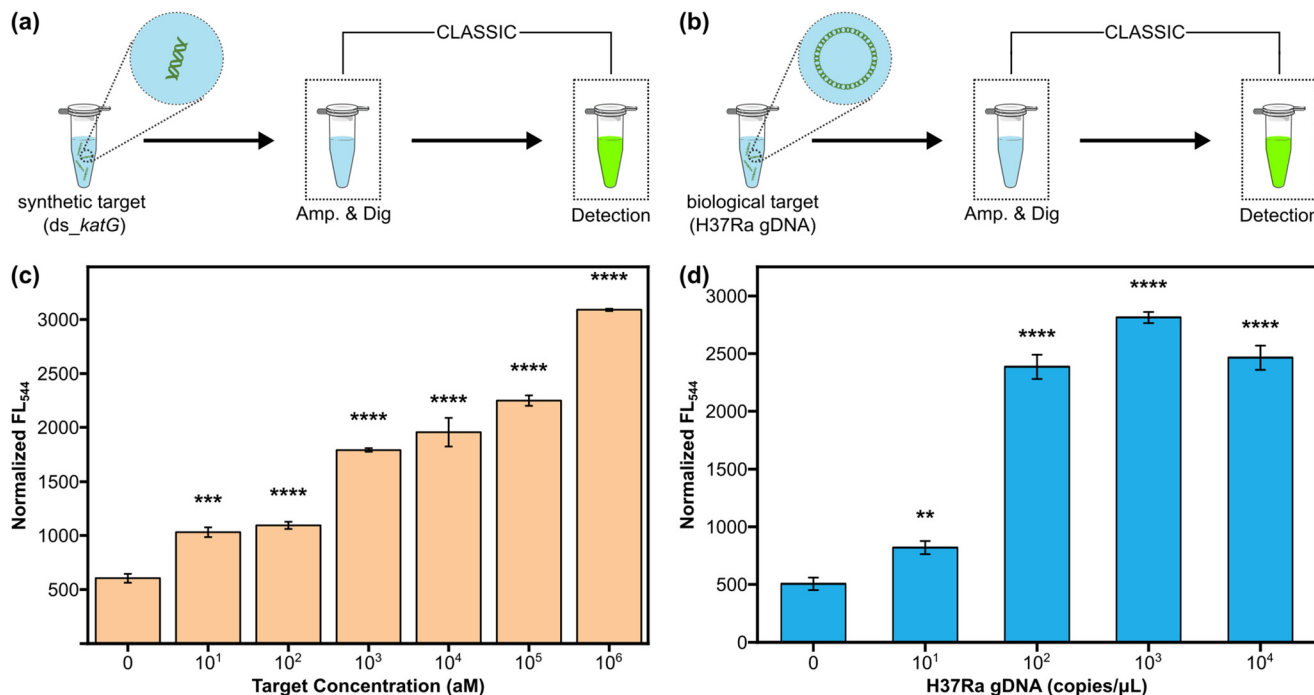 (a)
CLASSIC
synthetic target
(ds_katG)
Amp. & Dig
Detection
(b)
CLASSIC
biological target
(H37Ra gDNA)
Amp. & Dig
Detection
(c)
Normalized FL₅₄₄
3000
2500
2000
1500
1000
500
***
****
****
****
****
****
0 10¹ 10² 10³ 10⁴ 10⁵ 10⁶
Target Concentration (aM)
(d)
Normalized FL₅₄₄
3000
2500
2000
1500
1000
500
0
**
****
****
****
0 10¹ 10² 10³ 10⁴
H37Ra gDNA (copies/µL)